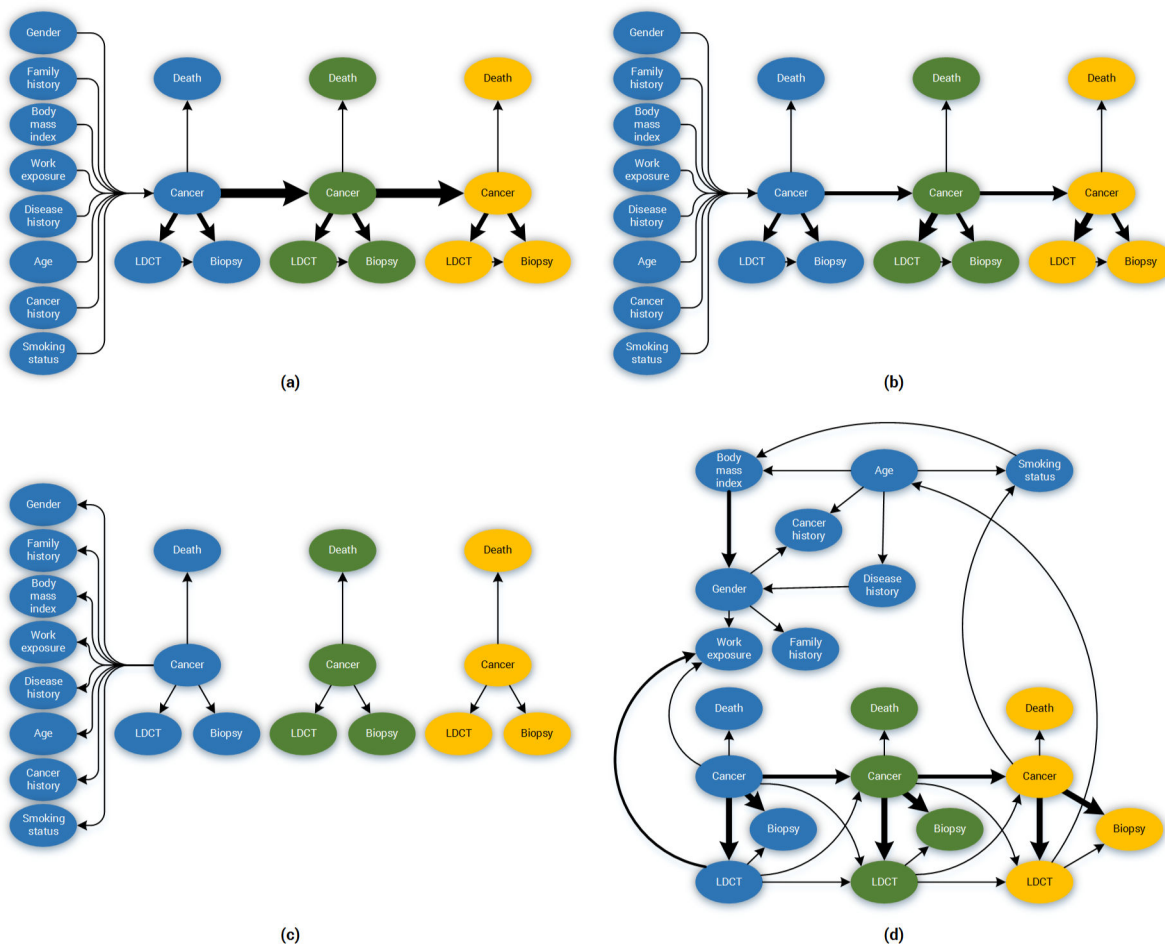 Gender
Family
history
Body
mass
index
Work
exposure
Disease
history
Age
Cancer
history
Smoking
status
Death
Death
Death
Cancer
Cancer
Cancer
LDCT
Biopsy
LDCT
Biopsy
LDCT
Biopsy
(a)
Gender
Family
history
Body
mass
index
Work
exposure
Disease
history
Age
Cancer
history
Smoking
status
Death
Death
Death
Cancer
Cancer
Cancer
LDCT
Biopsy
LDCT
Biopsy
LDCT
Biopsy
(b)
Gender
Family
history
Body
mass
index
Work
exposure
Disease
history
Age
Cancer
history
Smoking
status
Death
Death
Death
Cancer
Cancer
Cancer
LDCT
Biopsy
LDCT
Biopsy
LDCT
Biopsy
(c)
Body
mass
index
Age
Smoking
status
Cancer
history
Gender
Disease
history
Work
exposure
Family
history
Death
Death
Death
Cancer
Cancer
Cancer
Biopsy
Biopsy
Biopsy
LDCT
LDCT
LDCT
(d)